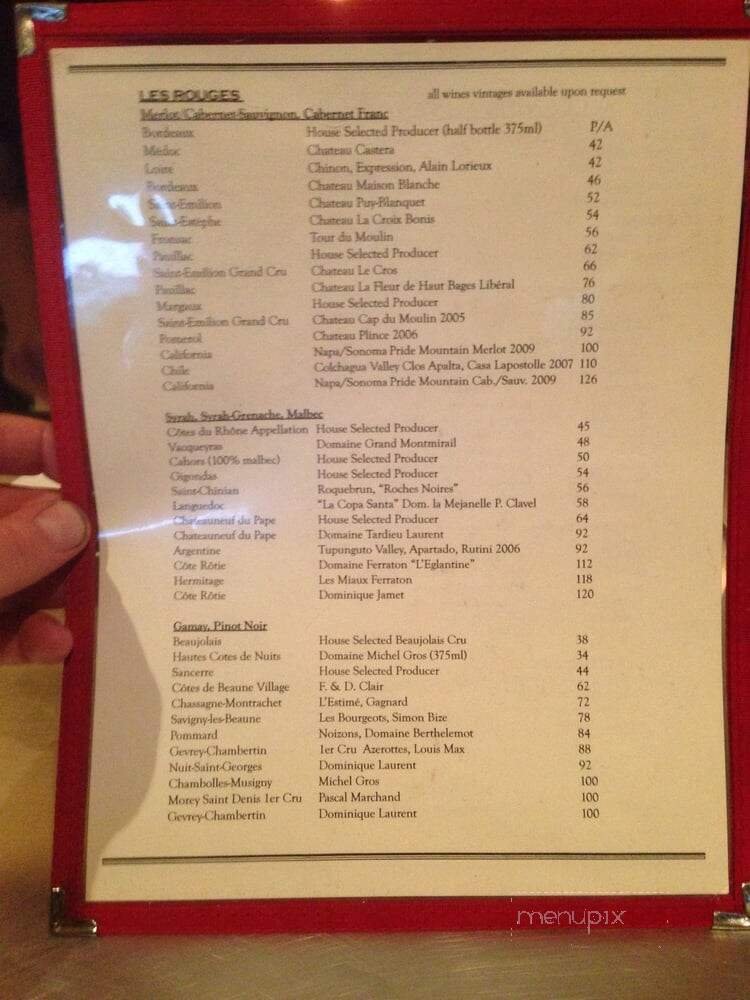 LES ROUGES all wines vintages available upon request
Merlot/Cabernet-Sauvignon, Cabernet Franc
Bordeaux House Selected Producer (half bottle 375ml) P/A
Médoc Chateau Castera 42
Loire Chinon, Expression, Alain Lorieux 42
Bordeaux Chateau Maison Blanche 46
Saint-Emilion Chateau Puy-Blanquet 52
Saint-Estèphe Chateau La Croix Bonis 54
Fronsac Tour du Moulin 56
Pauillac House Selected Producer 62
Saint-Emilion Grand Cru Chateau Le Cros 66
Pauillac Chateau La Fleur de Haut Bages Libéral 76
Margaux House Selected Producer 80
Saint-Emilion Grand Cru Chateau Cap du Moulin 2005 85
Pomerol Chateau Plince 2006 92
California Napa/Sonoma Pride Mountain Merlot 2009 100
Chile Colchagua Valley Clos Apalta, Casa Lapostolle 2007 110
California Napa/Sonoma Pride Mountain Cab./Sauv. 2009 126
Syrah, Syrah-Grenache, Malbec
Côtes du Rhône Appellation House Selected Producer 45
Vacqueyras Domaine Grand Montmirail 48
Cahors (100% malbec) House Selected Producer 50
Gigondas House Selected Producer 54
Saint-Chinian Roquebrun, "Roches Noires" 56
Languedoc "La Copa Santa" Dom. la Mejanelle P. Clavel 58
Chateauneuf du Pape House Selected Producer 64
Chateauneuf du Pape Domaine Tardieu Laurent 92
Argentine Tupunguto Valley, Apartado, Rutini 2006 92
Côte Rôtie Domaine Ferraton "L'Eglantine" 112
Hermitage Les Miaux Ferraton 118
Côte Rôtie Dominique Jamet 120
Gamay, Pinot Noir
Beaujolais House Selected Beaujolais Cru 38
Hautes Cotes de Nuits Domaine Michel Gros (375ml) 34
Sancerre House Selected Producer 44
Côtes de Beaune Village F. & D. Clair 62
Chassagne-Montrachet L'Estimé, Gagnard 72
Savigny-les-Beaune Les Bourgeots, Simon Bize 78
Pommard Noizons, Domaine Berthelemot 84
Gevrey-Chambertin 1er Cru Azerottes, Louis Max 88
Nuit-Saint-Georges Dominique Laurent 92
Chambolles-Musigny Michel Gros 100
Morey Saint Denis 1er Cru Pascal Marchand 100
Gevrey-Chambertin Dominique Laurent 100
menupix